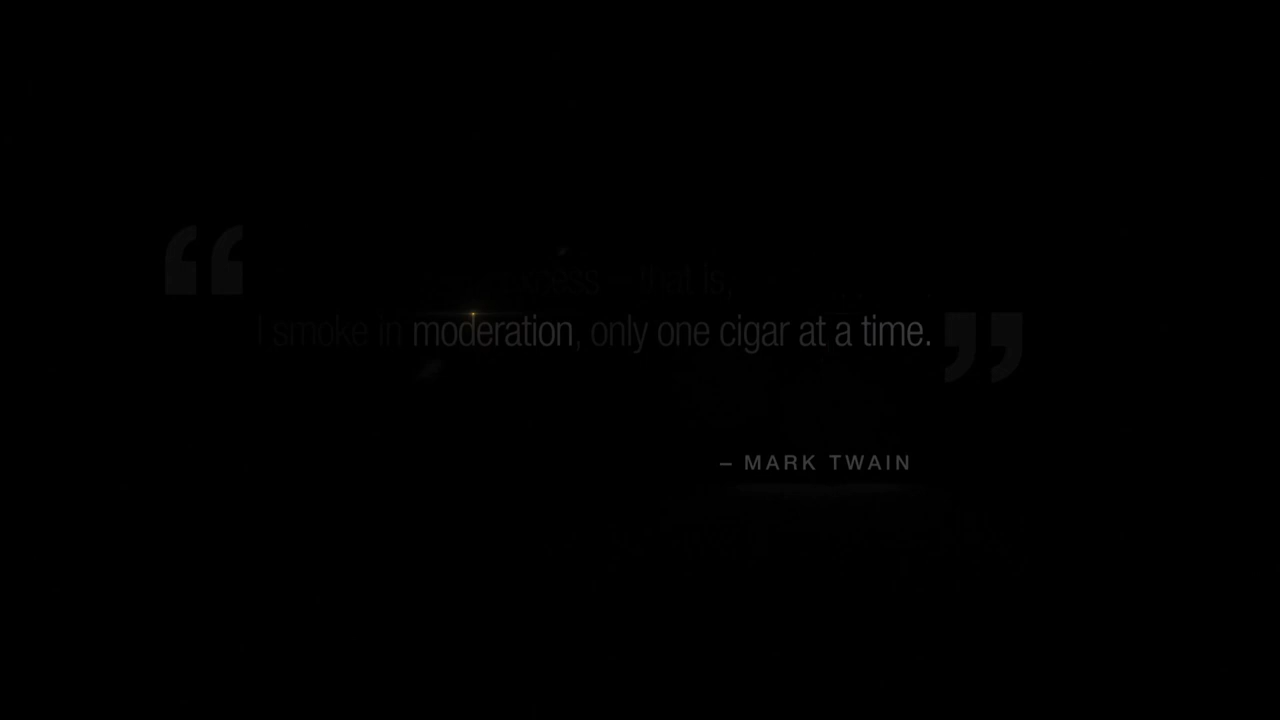 – that is,
“I smoke in moderation, only one cigar at a time.”
– MARK TWAIN